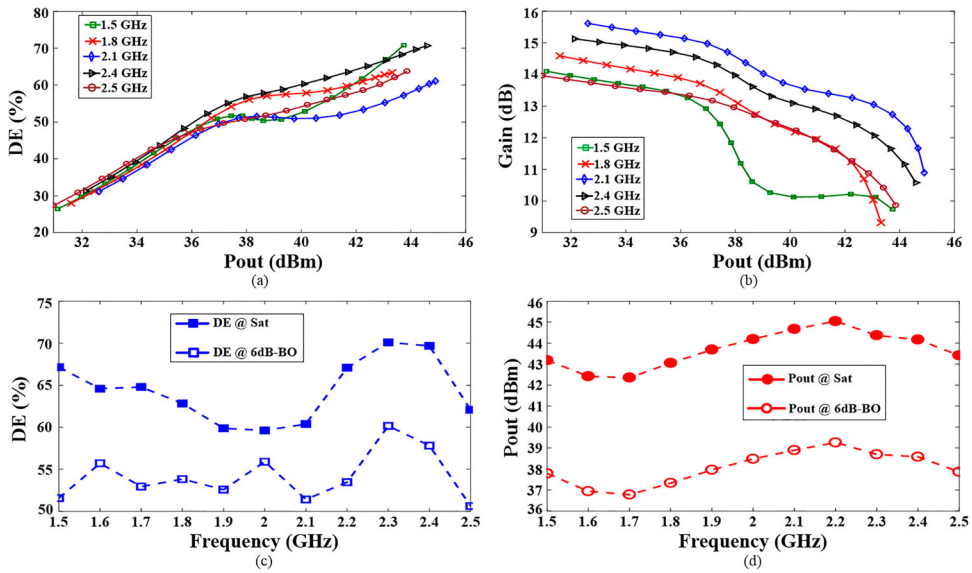 80
70
60
50
40
30
20
DE (%)
1.5 GHz
1.8 GHz
2.1 GHz
2.4 GHz
2.5 GHz
32 34 36 38 40 42 44 46
Pout (dBm)
(a)
16
15
14
13
12
11
10
9
Gain (dB)
1.5 GHz
1.8 GHz
2.1 GHz
2.4 GHz
2.5 GHz
32 34 36 38 40 42 44 46
Pout (dBm)
(b)
75
70
65
60
55
50
DE (%)
DE @ Sat
DE @ 6dB-BO
1.5 1.6 1.7 1.8 1.9 2 2.1 2.2 2.3 2.4 2.5
Frequency (GHz)
(c)
46
45
44
43
42
41
40
39
38
37
36
Pout (dBm)
Pout @ Sat
Pout @ 6dB-BO
1.5 1.6 1.7 1.8 1.9 2 2.1 2.2 2.3 2.4 2.5
Frequency (GHz)
(d)